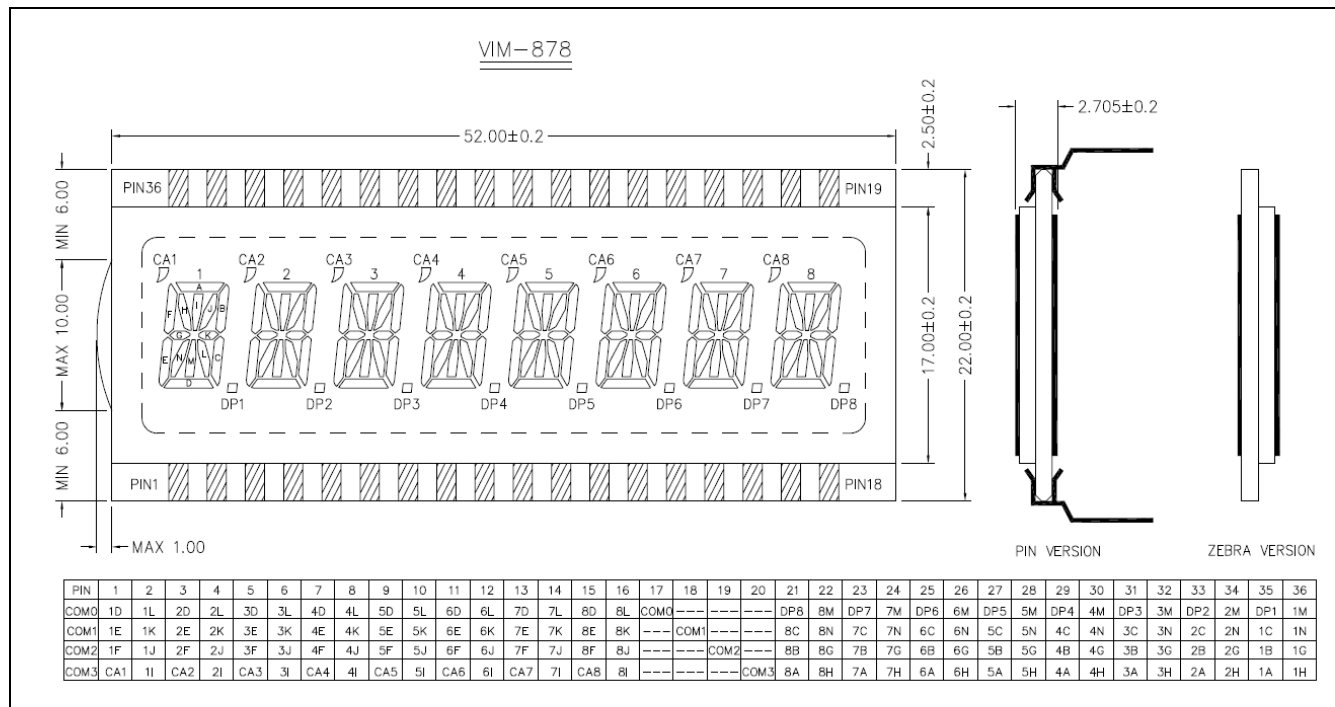 VIM-878
52.00±0.2
2.50±0.2
2.705±0.2
MIN 6.00
PIN36
PIN19
CA1 CA2 CA3 CA4 CA5 CA6 CA7 CA8
1 2 3 4 5 6 7 8
A
F H I J B
G K
E N M L C
D
MAX 10.00
17.00±0.2
22.00±0.2
DP1 DP2 DP3 DP4 DP5 DP6 DP7 DP8
MIN 6.00
PIN1
PIN18
MAX 1.00
PIN VERSION
ZEBRA VERSION
PIN 1 2 3 4 5 6 7 8 9 10 11 12 13 14 15 16 17 18 19 20 21 22 23 24 25 26 27 28 29 30 31 32 33 34 35 36
COM0 1D 1L 2D 2L 3D 3L 4D 4L 5D 5L 6D 6L 7D 7L 8D 8L COM0 --- --- --- DP8 8M DP7 7M DP6 6M DP5 5M DP4 4M DP3 3M DP2 2M DP1 1M
COM1 1E 1K 2E 2K 3E 3K 4E 4K 5E 5K 6E 6K 7E 7K 8E 8K --- COM1 --- --- 8C 8N 7C 7N 6C 6N 5C 5N 4C 4N 3C 3N 2C 2N 1C 1N
COM2 1F 1J 2F 2J 3F 3J 4F 4J 5F 5J 6F 6J 7F 7J 8F 8J --- --- COM2 --- 8B 8G 7B 7G 6B 6G 5B 5G 4B 4G 3B 3G 2B 2G 1B 1G
COM3 CA1 1I CA2 2I CA3 3I CA4 4I CA5 5I CA6 6I CA7 7I CA8 8I --- --- --- COM3 8A 8H 7A 7H 6A 6H 5A 5H 4A 4H 3A 3H 2A 2H 1A 1H